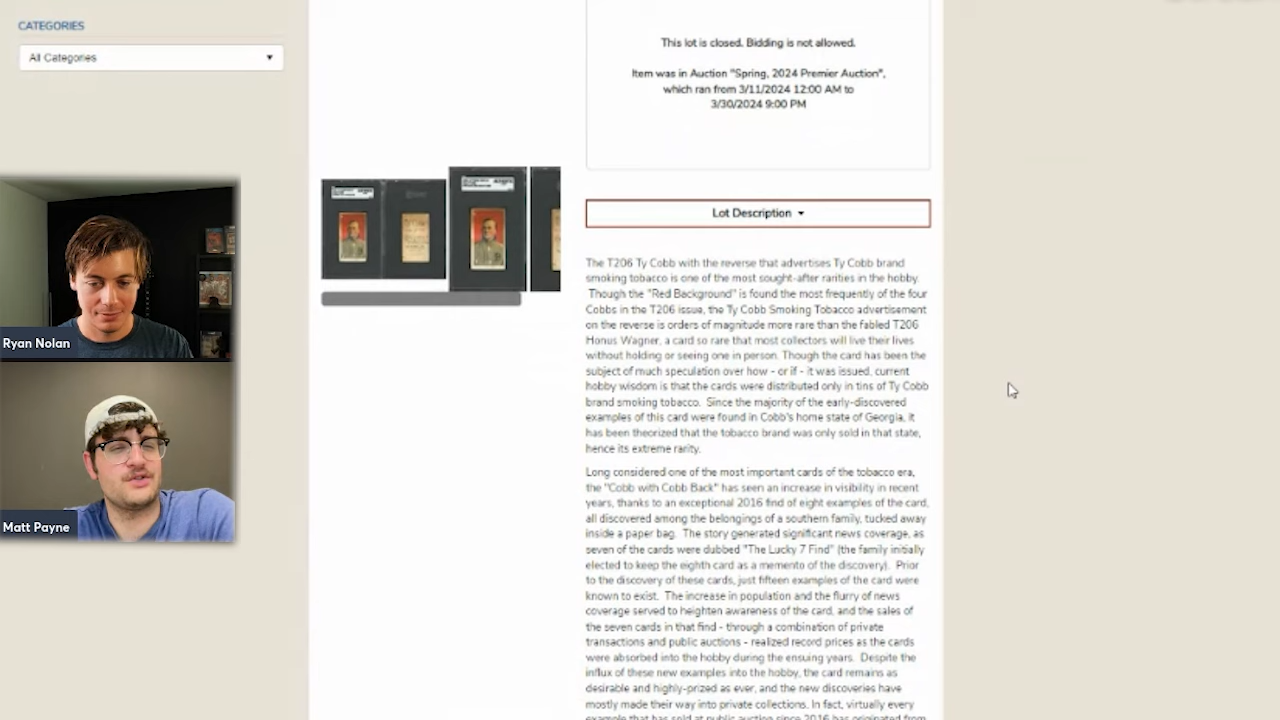 CATEGORIES
All Categories
This lot is closed. Bidding is not allowed.
Item was in Auction "Spring, 2024 Premier Auction",
which ran from 3/11/2024 12:00 AM to
3/30/2024 9:00 PM
Lot Description
The T206 Ty Cobb with the reverse that advertises Ty Cobb brand
smoking tobacco is one of the most sought-after rarities in the hobby.
Though the "Red Background" is found the most frequently of the four
Cobbs in the T206 issue, the Ty Cobb Smoking Tobacco advertisement
on the reverse is orders of magnitude more rare than the fabled T206
Honus Wagner, a card so rare that most collectors will live their lives
without holding or seeing one in person. Though the card has been the
subject of much speculation over how - or if - it was issued, current
hobby wisdom is that the cards were distributed only in tins of Ty Cobb
brand smoking tobacco. Since the majority of the early-discovered
examples of this card were found in Cobb's home state of Georgia, it
has been theorized that the tobacco brand was only sold in that state,
hence its extreme rarity.
Long considered one of the most important cards of the tobacco era,
the "Cobb with Cobb Back" has seen an increase in visibility in recent
years, thanks to an exceptional 2016 find of eight examples of the card,
all discovered among the belongings of a southern family, tucked away
inside a paper bag. The story generated significant news coverage, as
seven of the cards were dubbed "The Lucky 7 Find" (the family initially
elected to keep the eighth card as a memento of the discovery). Prior
to the discovery of these cards, just fifteen examples of the card were
known to exist. The increase in population and the flurry of news
coverage served to heighten awareness of the card, and the sales of
the seven cards in that find - through a combination of private
transactions and public auctions - realized record prices as the cards
were absorbed into the hobby during the ensuing years. Despite the
influx of these new examples into the hobby, the card remains as
desirable and highly-prized as ever, and the new discoveries have
mostly made their way into private collections. In fact, virtually every
example that has sold at public auction since 2016 has originated from
Ryan Nolan
Matt Payne